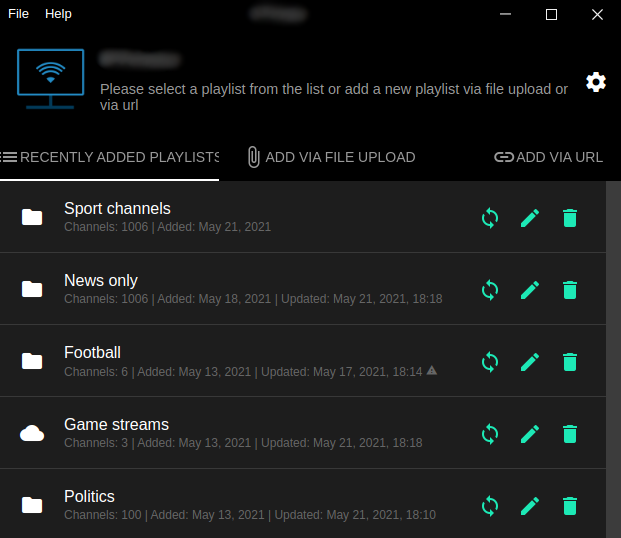 File Help
Please select a playlist from the list or add a new playlist via file upload or
via url
RECENTLY ADDED PLAYLISTS
ADD VIA FILE UPLOAD
ADD VIA URL
Sport channels
Channels: 1006 | Added: May 21, 2021
News only
Channels: 1006 | Added: May 18, 2021 | Updated: May 21, 2021, 18:18
Football
Channels: 6 | Added: May 13, 2021 | Updated: May 17, 2021, 18:14
Game streams
Channels: 3 | Added: May 13, 2021 | Updated: May 21, 2021, 18:18
Politics
Channels: 100 | Added: May 13, 2021 | Updated: May 21, 2021, 18:10